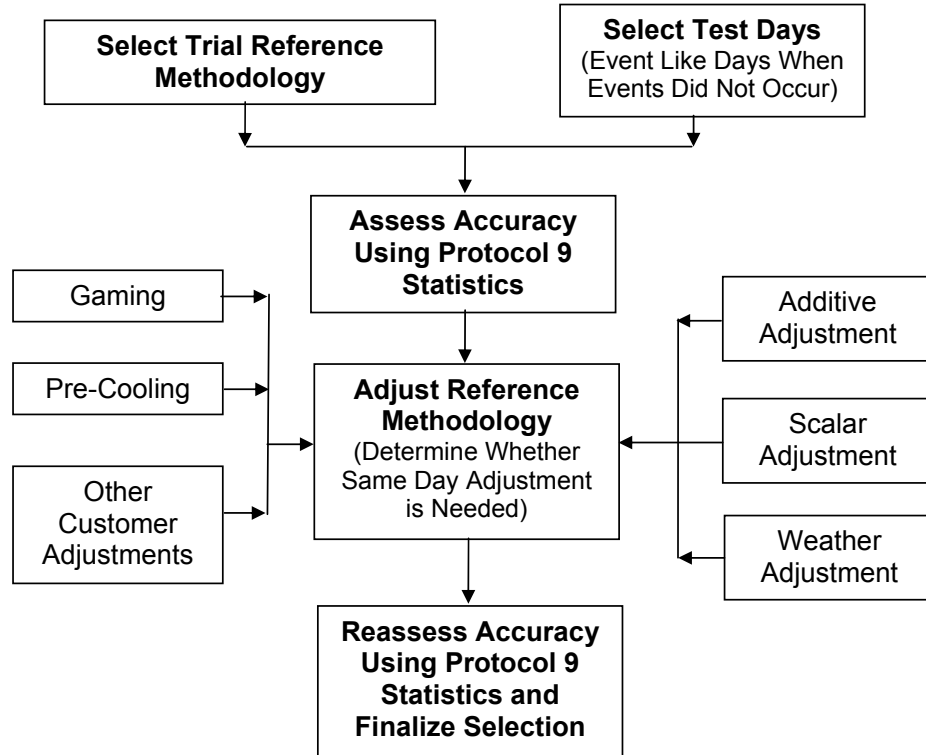 Select Trial Reference
Methodology
Select Test Days
(Event Like Days When
Events Did Not Occur)
Assess Accuracy
Using Protocol 9
Statistics
Gaming
Pre-Cooling
Other
Customer
Adjustments
Adjust Reference
Methodology
(Determine Whether
Same Day Adjustment
is Needed)
Additive
Adjustment
Scalar
Adjustment
Weather
Adjustment
Reassess Accuracy
Using Protocol 9
Statistics and
Finalize Selection